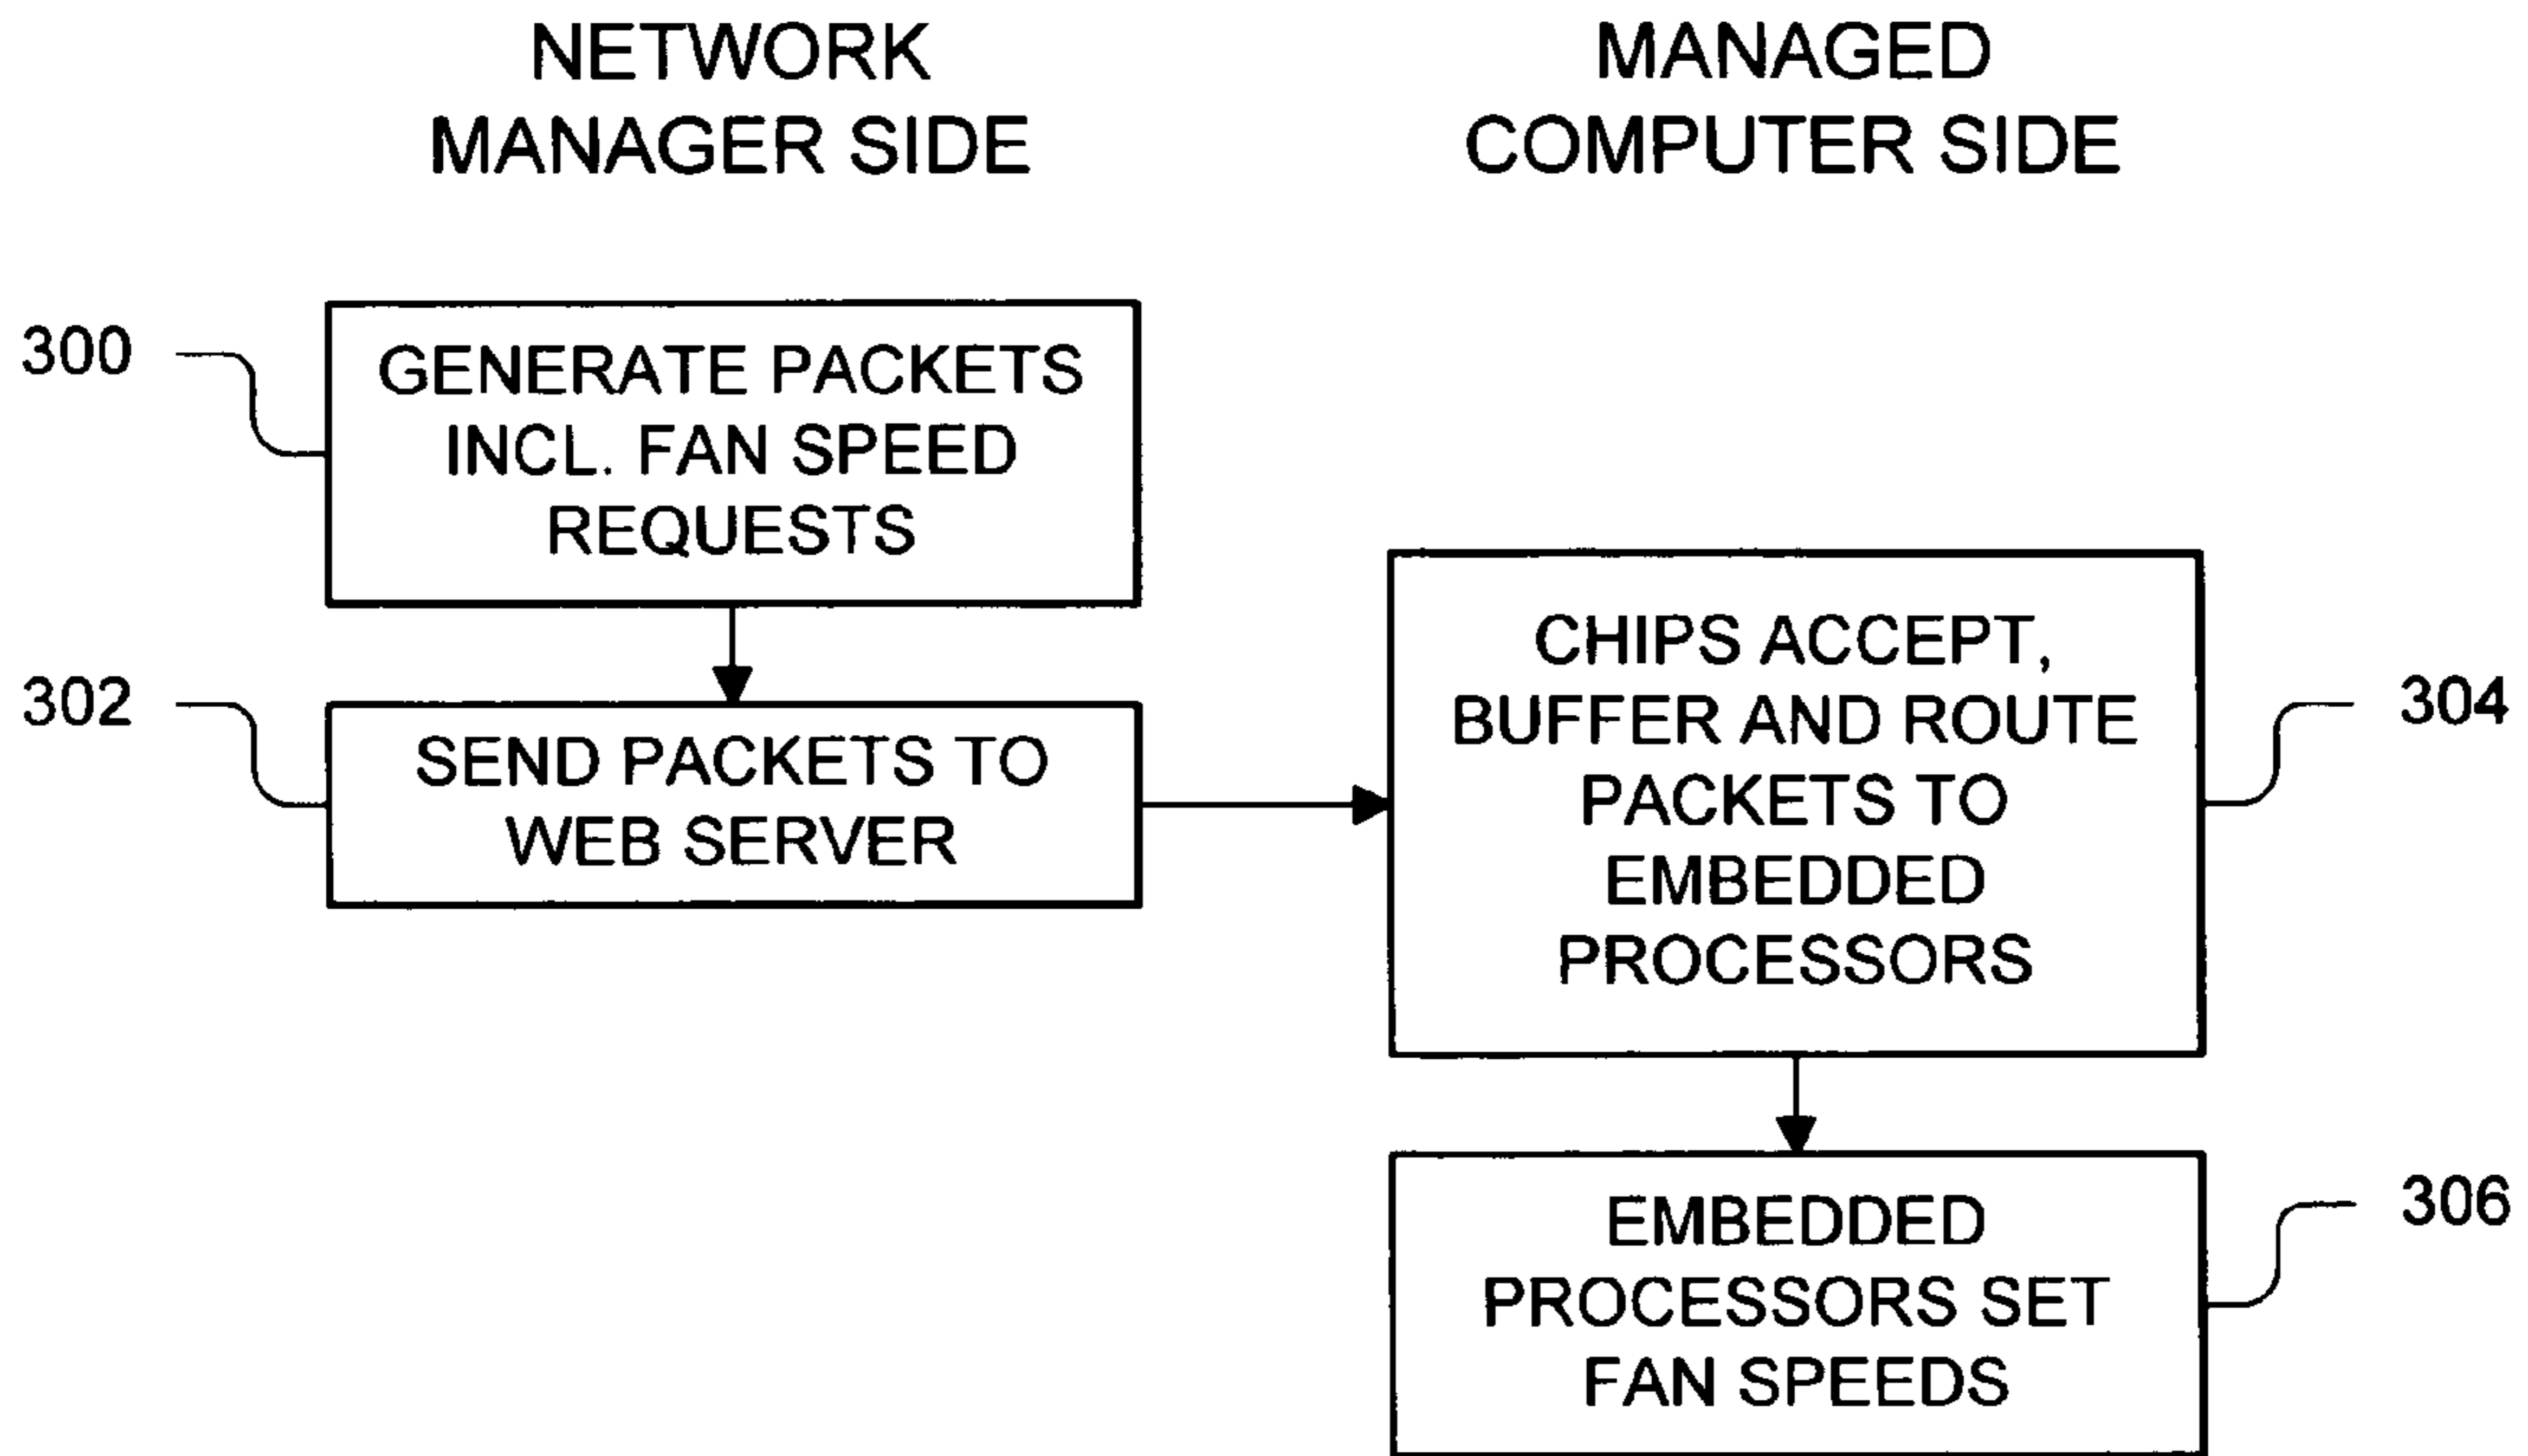 NETWORK
MANAGER SIDE
MANAGED
COMPUTER SIDE
300
GENERATE PACKETS
INCL. FAN SPEED
REQUESTS
302
SEND PACKETS TO
WEB SERVER
CHIPS ACCEPT,
BUFFER AND ROUTE
PACKETS TO
EMBEDDED
PROCESSORS
304
EMBEDDED
PROCESSORS SET
FAN SPEEDS
306